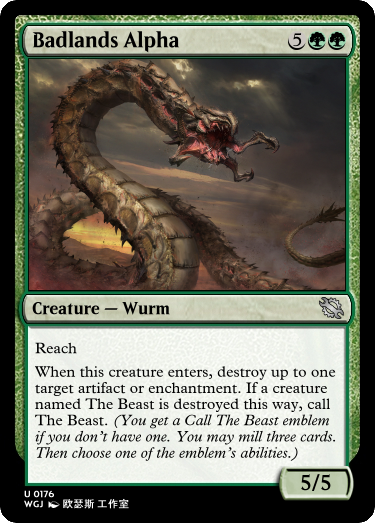 Badlands Alpha 5
Creature — Wurm
Reach
When this creature enters, destroy up to one
target artifact or enchantment. If a creature
named The Beast is destroyed this way, call
The Beast. (You get a Call The Beast emblem
if you don't have one. You may mill three cards.
Then choose one of the emblem's abilities.)
5/5
U 0176
WGJ 欧瑟斯 工作室